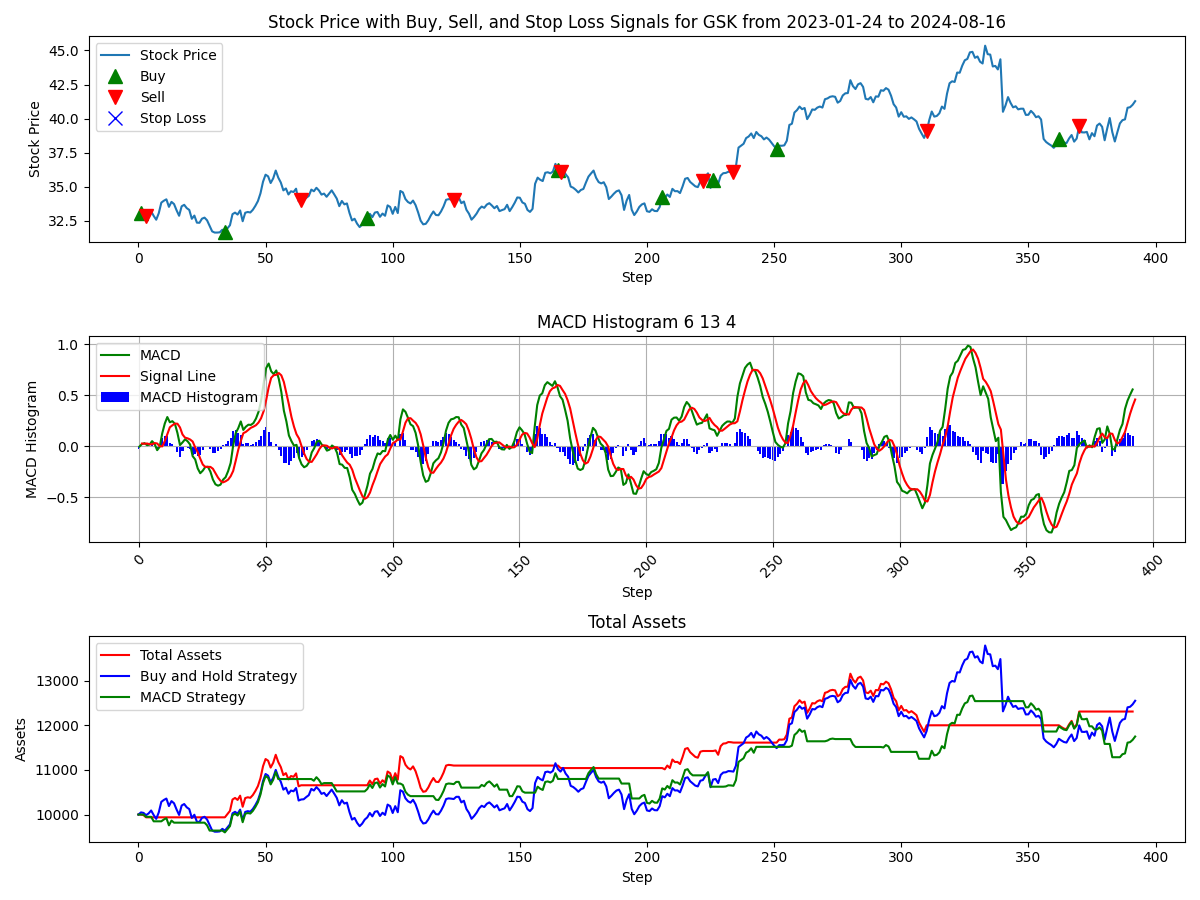 Stock Price with Buy, Sell, and Stop Loss Signals for GSK from 2023-01-24 to 2024-08-16
45.0
42.5
40.0
37.5
35.0
32.5
Stock Price
Stock Price
Buy
Sell
Stop Loss
0 50 100 150 200 250 300 350 400
Step
MACD Histogram 6 13 4
1.0
0.5
0.0
−0.5
MACD Histogram
MACD
Signal Line
MACD Histogram
0 50 100 150 200 250 300 350 400
Step
Total Assets
13000
12000
11000
10000
Assets
Total Assets
Buy and Hold Strategy
MACD Strategy
0 50 100 150 200 250 300 350 400
Step